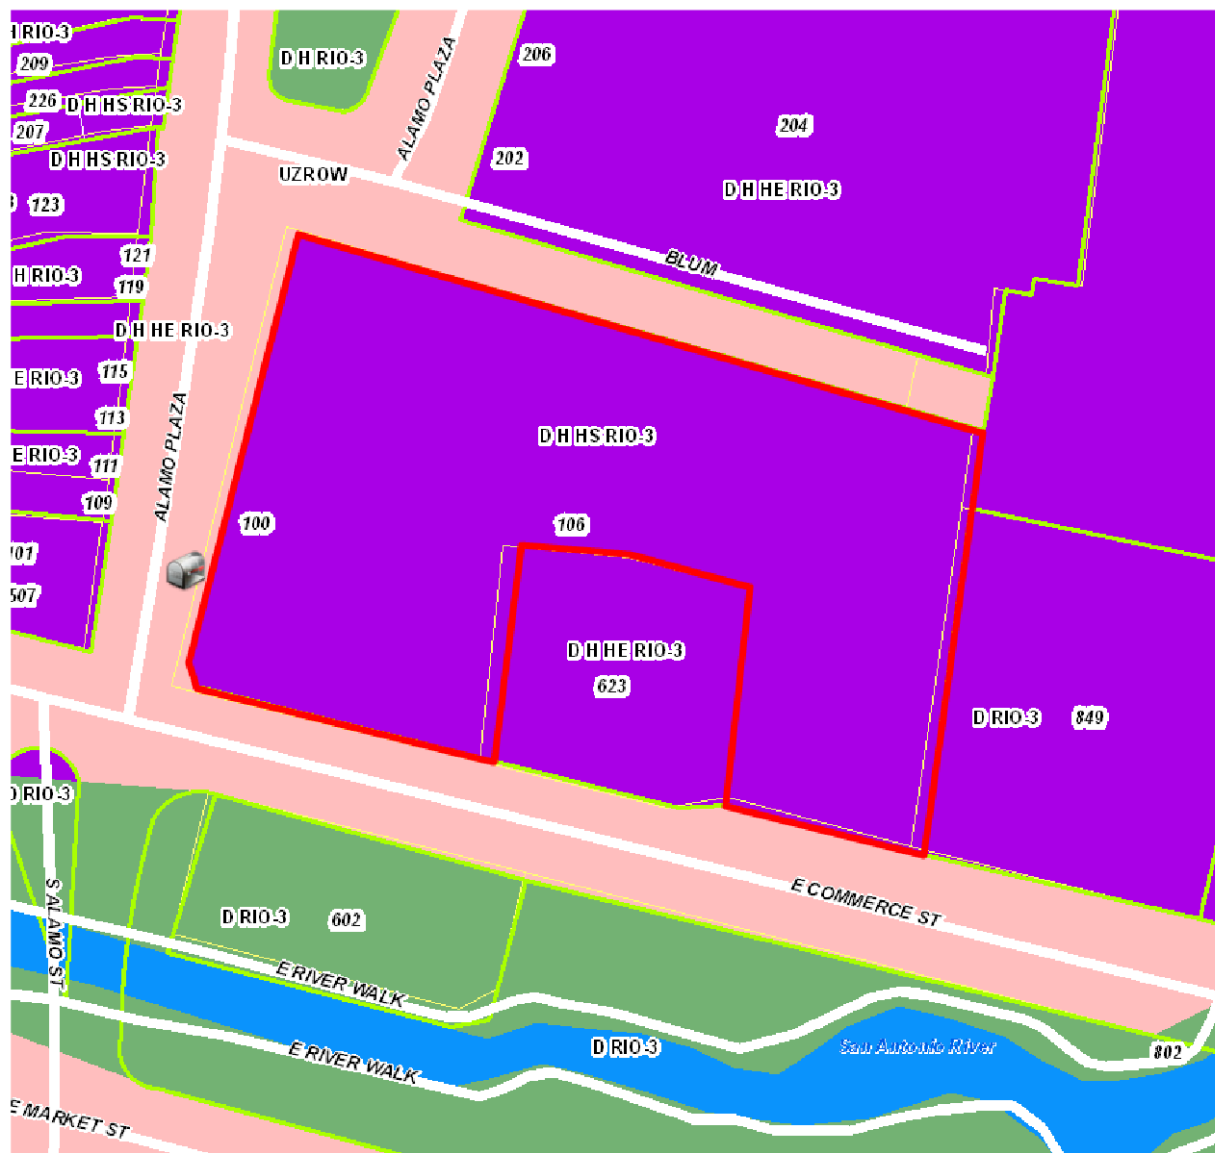 H RIO-3
209
226
D H HS RIO-3
207
D H HS RIO-3
123
121
H RIO-3
119
D H HE RIO-3
115
E RIO-3
113
E RIO-3
111
109
101
507
D H RIO-3
ALAMO PLAZA
206
204
202
D H HE RIO-3
UZROW
BLUM
ALAMO PLAZA
D H HS RIO-3
100
106
D H HE RIO-3
623
D RIO-3
849
D RIO-3
S ALAMO ST
D RIO-3
602
E COMMERCE ST
E RIVER WALK
E RIVER WALK
D RIO-3
San Antonio River
802
E MARKET ST